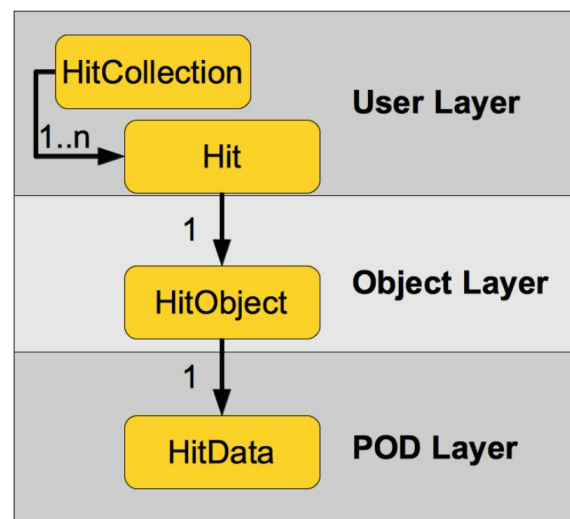 HitCollection
User Layer
1..n
Hit
1
HitObject
Object Layer
1
HitData
POD Layer